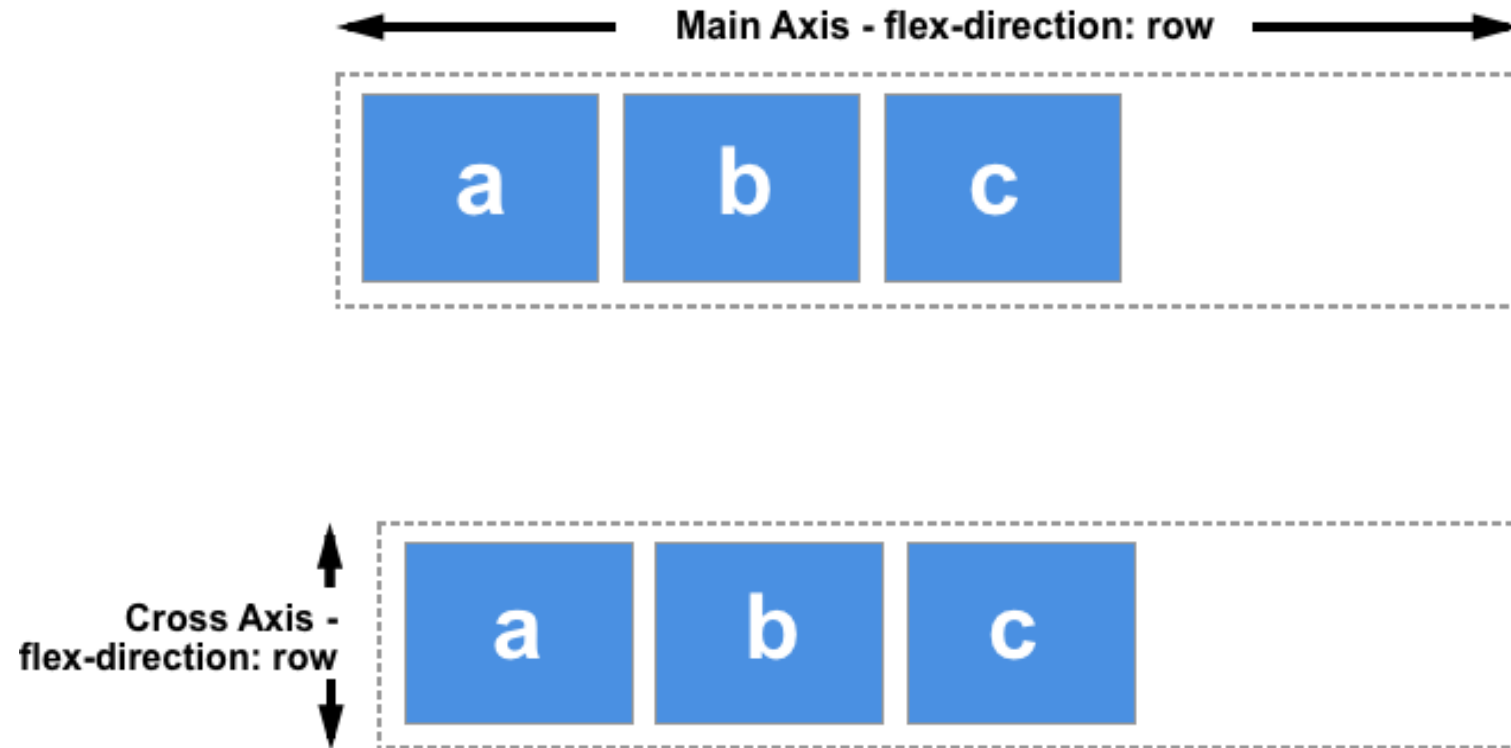 Main Axis - flex-direction: row
a b c
Cross Axis -
flex-direction: row
a b c